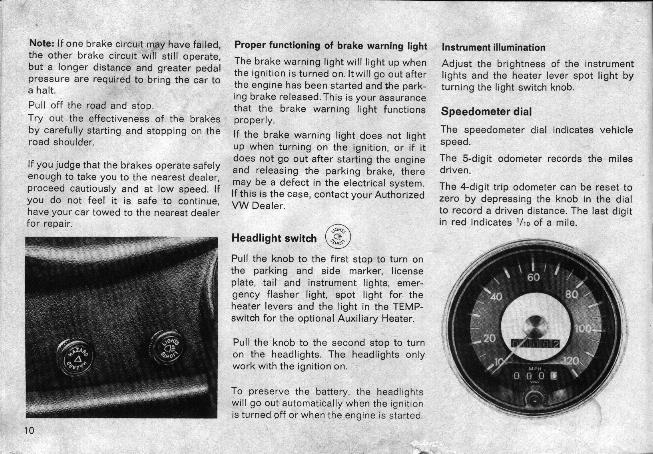 Note: If one brake circuit may have failed,
the other brake circuit will still operate,
but a longer distance and greater pedal
pressure are required to bring the car to
a halt.
Pull off the road and stop.
Try out the effectiveness of the brakes
by carefully starting and stopping on the
road shoulder.
If you judge that the brakes operate safely
enough to take you to the nearest dealer,
proceed cautiously and at low speed. If
you do not feel it is safe to continue,
have your car towed to the nearest dealer
for repair.
HAZARD
LIGHTS
10
Proper functioning of brake warning light
The brake warning light will light up when
the ignition is turned on. It will go out after
the engine has been started and the park-
ing brake released. This is your assurance
that the brake warning light functions
properly.
If the brake warning light does not light
up when turning on the ignition, or if it
does not go out after starting the engine
and releasing the parking brake, there
may be a defect in the electrical system.
If this is the case, contact your Authorized
VW Dealer.
Headlight switch
LIGHTS
Pull the knob to the first stop to turn on
the parking and side marker, license
plate, tail and instrument lights, emer-
gency flasher light, spot light for the
heater levers and the light in the TEMP-
switch for the optional Auxiliary Heater.
Pull the knob to the second stop to turn
on the headlights. The headlights only
work with the ignition on.
To preserve the battery, the headlights
will go out automatically when the ignition
is turned off or when the engine is started.
Instrument illumination
Adjust the brightness of the instrument
lights and the heater lever spot light by
turning the light switch knob.
Speedometer dial
The speedometer dial indicates vehicle
speed.
The 5-digit odometer records the miles
driven.
The 4-digit trip odometer can be reset to
zero by depressing the knob in the dial
to record a driven distance. The last digit
in red indicates 1/10 of a mile.
60
40 80
20 100
10 120
MPH
0 0 0